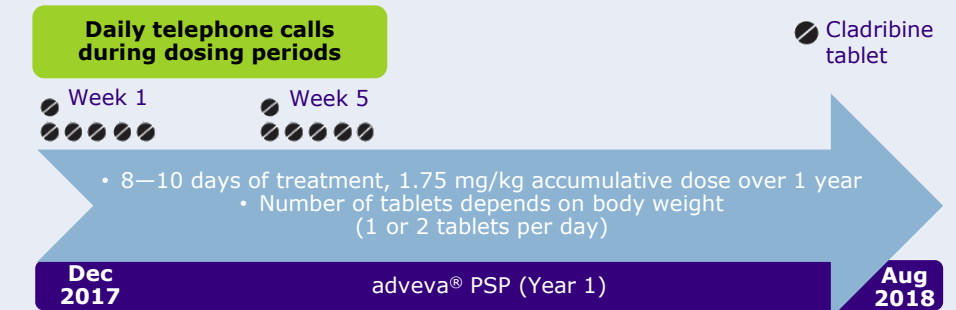 Daily telephone calls
during dosing periods
Cladribine
tablet
Week 1
Week 5
• 8—10 days of treatment, 1.75 mg/kg accumulative dose over 1 year
• Number of tablets depends on body weight
(1 or 2 tablets per day)
Dec
2017
adveva® PSP (Year 1)
Aug
2018